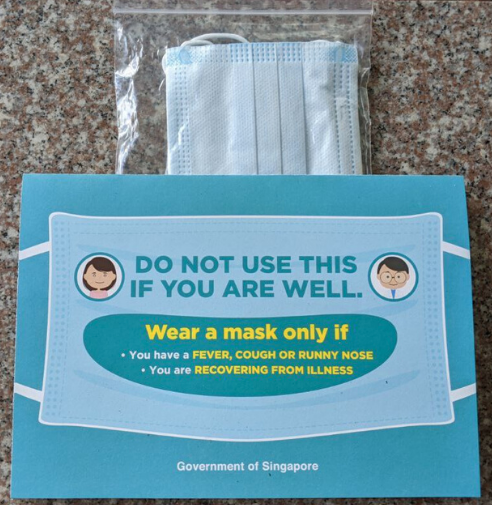 DO NOT USE THIS
IF YOU ARE WELL.
Wear a mask only if
• You have a FEVER, COUGH OR RUNNY NOSE
• You are RECOVERING FROM ILLNESS
Government of Singapore